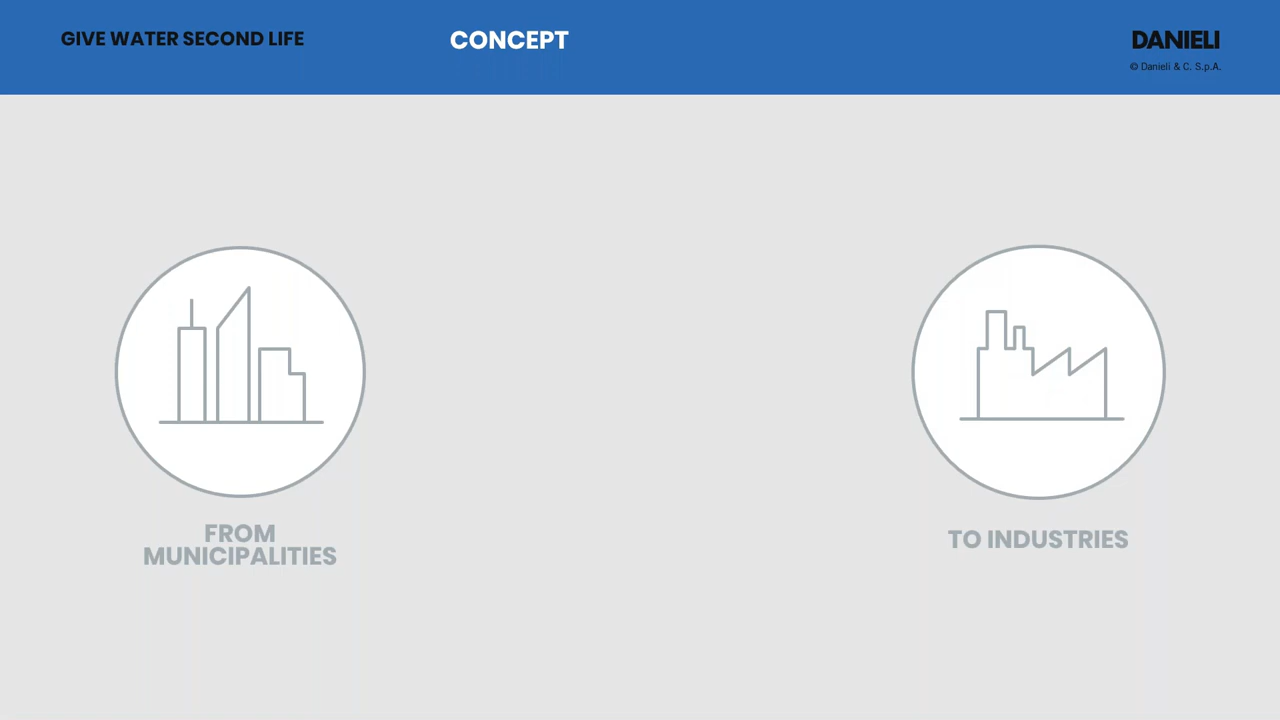 GIVE WATER SECOND LIFE
CONCEPT
DANIELI
© Danieli & C. S.p.A.
FROM
MUNICIPALITIES
TO INDUSTRIES